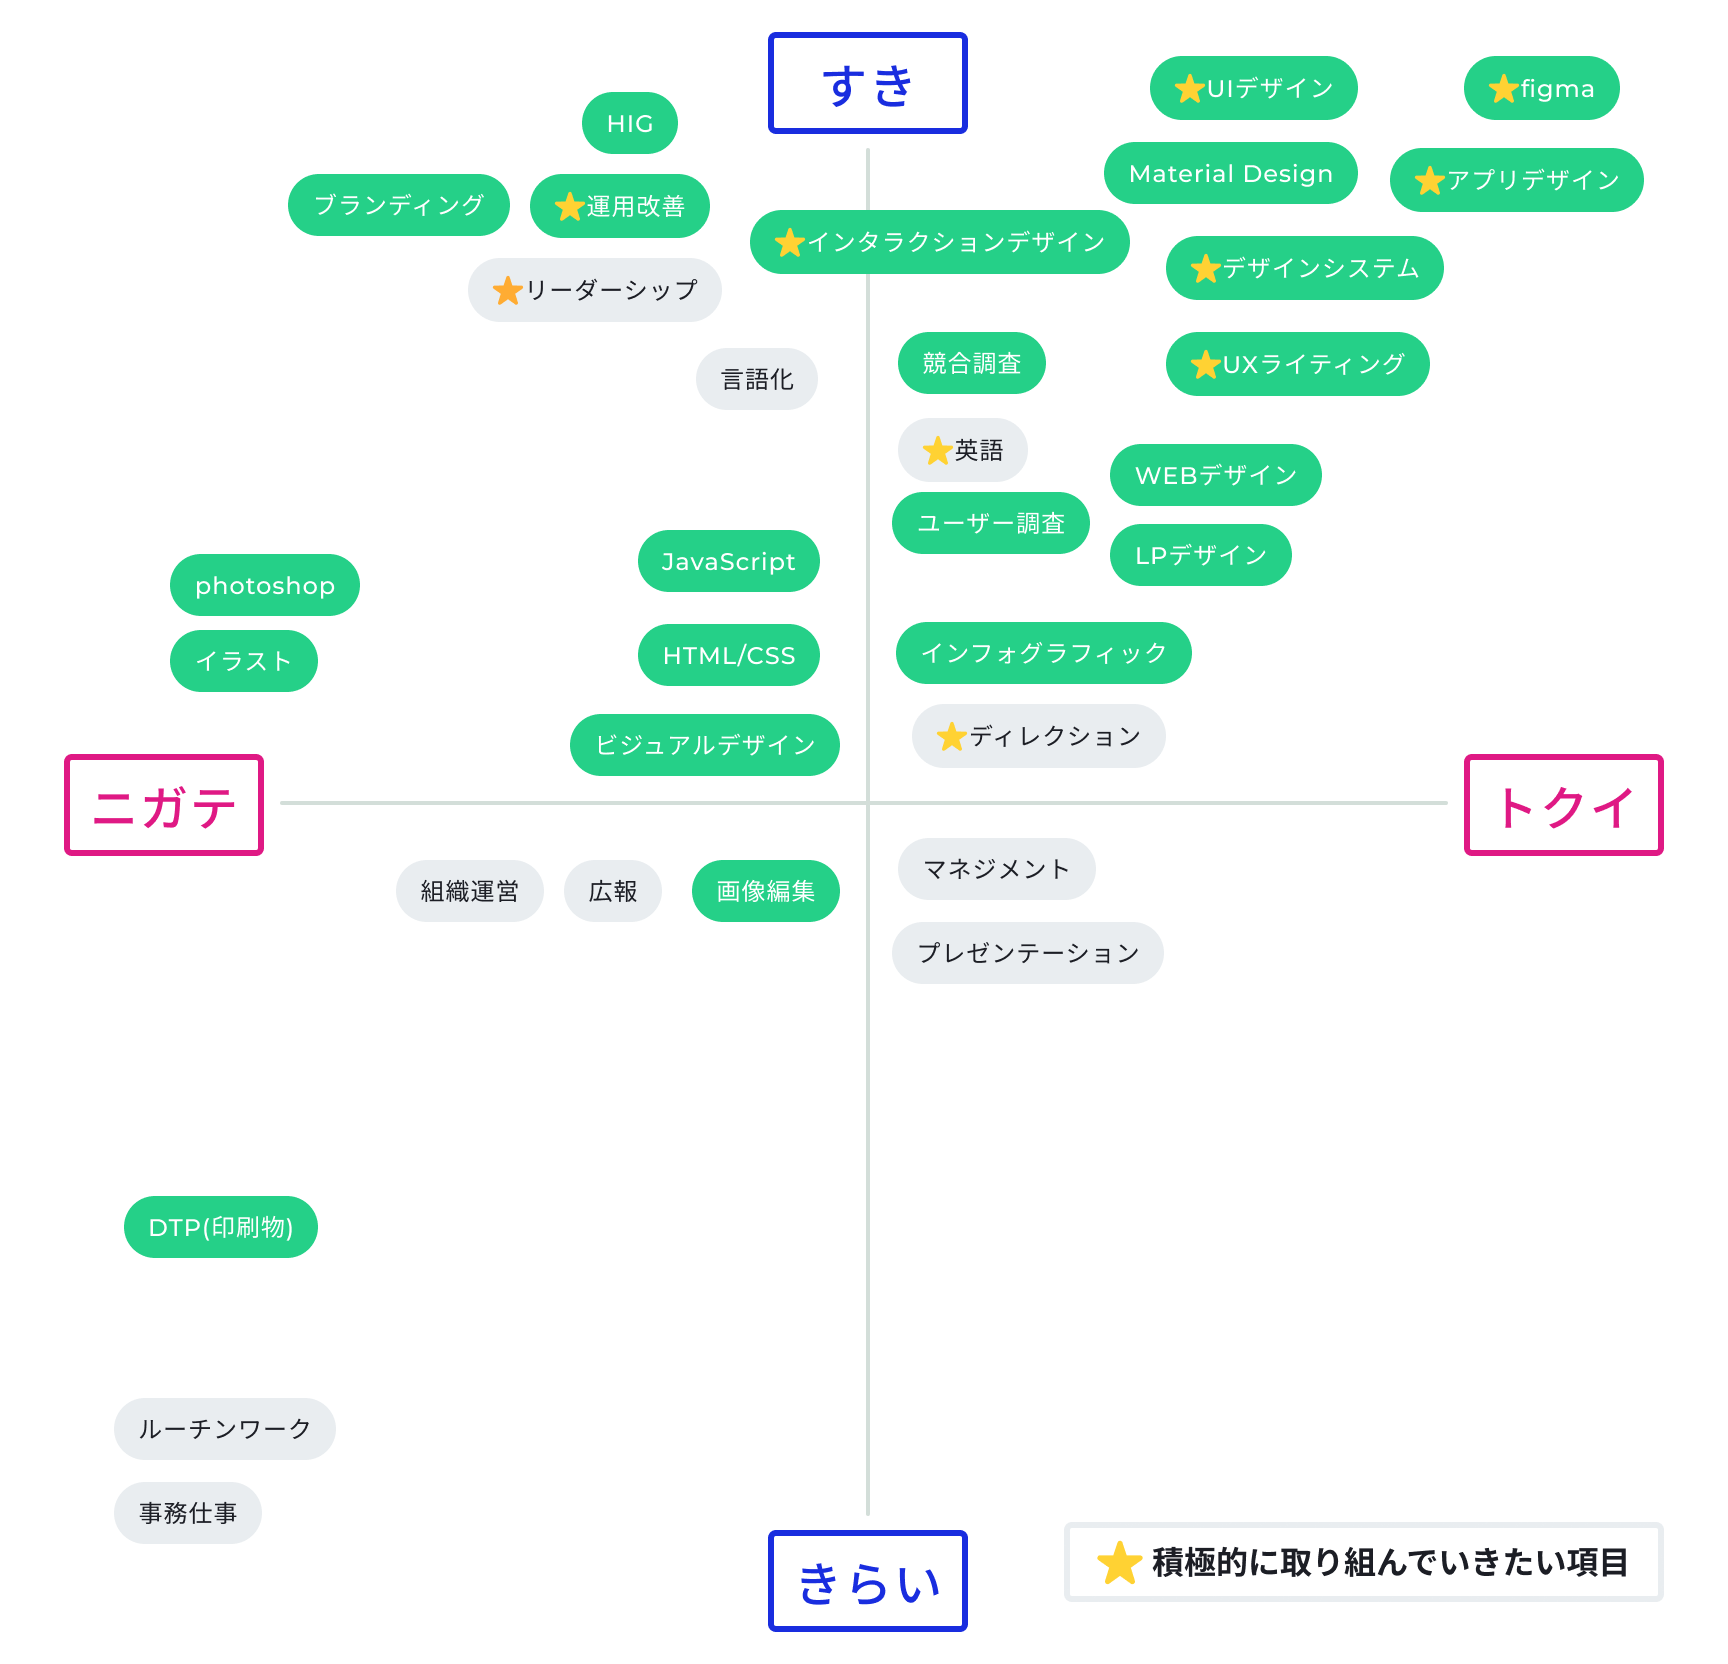 すき
⭐UIデザイン
⭐figma
HIG
Material Design
⭐アプリデザイン
ブランディング
⭐運用改善
⭐インタラクションデザイン
⭐デザインシステム
⭐リーダーシップ
言語化
競合調査
⭐UXライティング
⭐英語
WEBデザイン
ユーザー調査
LPデザイン
JavaScript
photoshop
イラスト
HTML/CSS
インフォグラフィック
ビジュアルデザイン
⭐ディレクション
ニガテ
トクイ
組織運営
広報
画像編集
マネジメント
プレゼンテーション
DTP(印刷物)
ルーチンワーク
事務仕事
きらい
⭐ 積極的に取り組んでいきたい項目